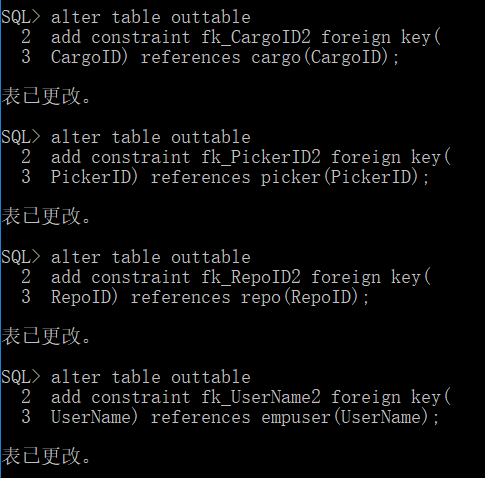 SQL> alter table outtable
2 add constraint fk_CargoID2 foreign key(
3 CargoID) references cargo(CargoID);
表已更改。
SQL> alter table outtable
2 add constraint fk_PickerID2 foreign key(
3 PickerID) references picker(PickerID);
表已更改。
SQL> alter table outtable
2 add constraint fk_RepoID2 foreign key(
3 RepoID) references repo(RepoID);
表已更改。
SQL> alter table outtable
2 add constraint fk_UserName2 foreign key(
3 UserName) references empuser(UserName);
表已更改。